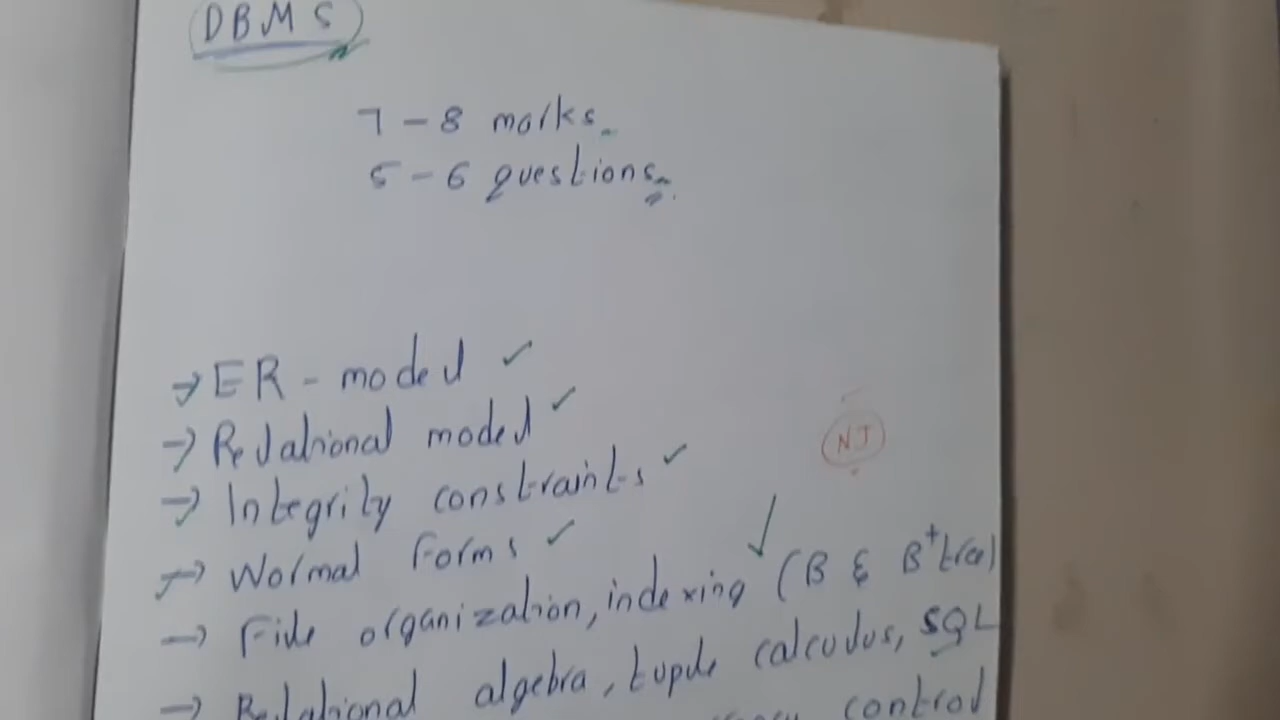 DBMS
7-8 marks.
5-6 questions.
→ ER-model ✓
→ Relational model ✓
→ Integrity constraints ✓
NJ
→ Normal Forms ✓
→ File organization, indexing (B & B+ tree) ✓
→ Relational algebra, tuple calculus, SQL
control